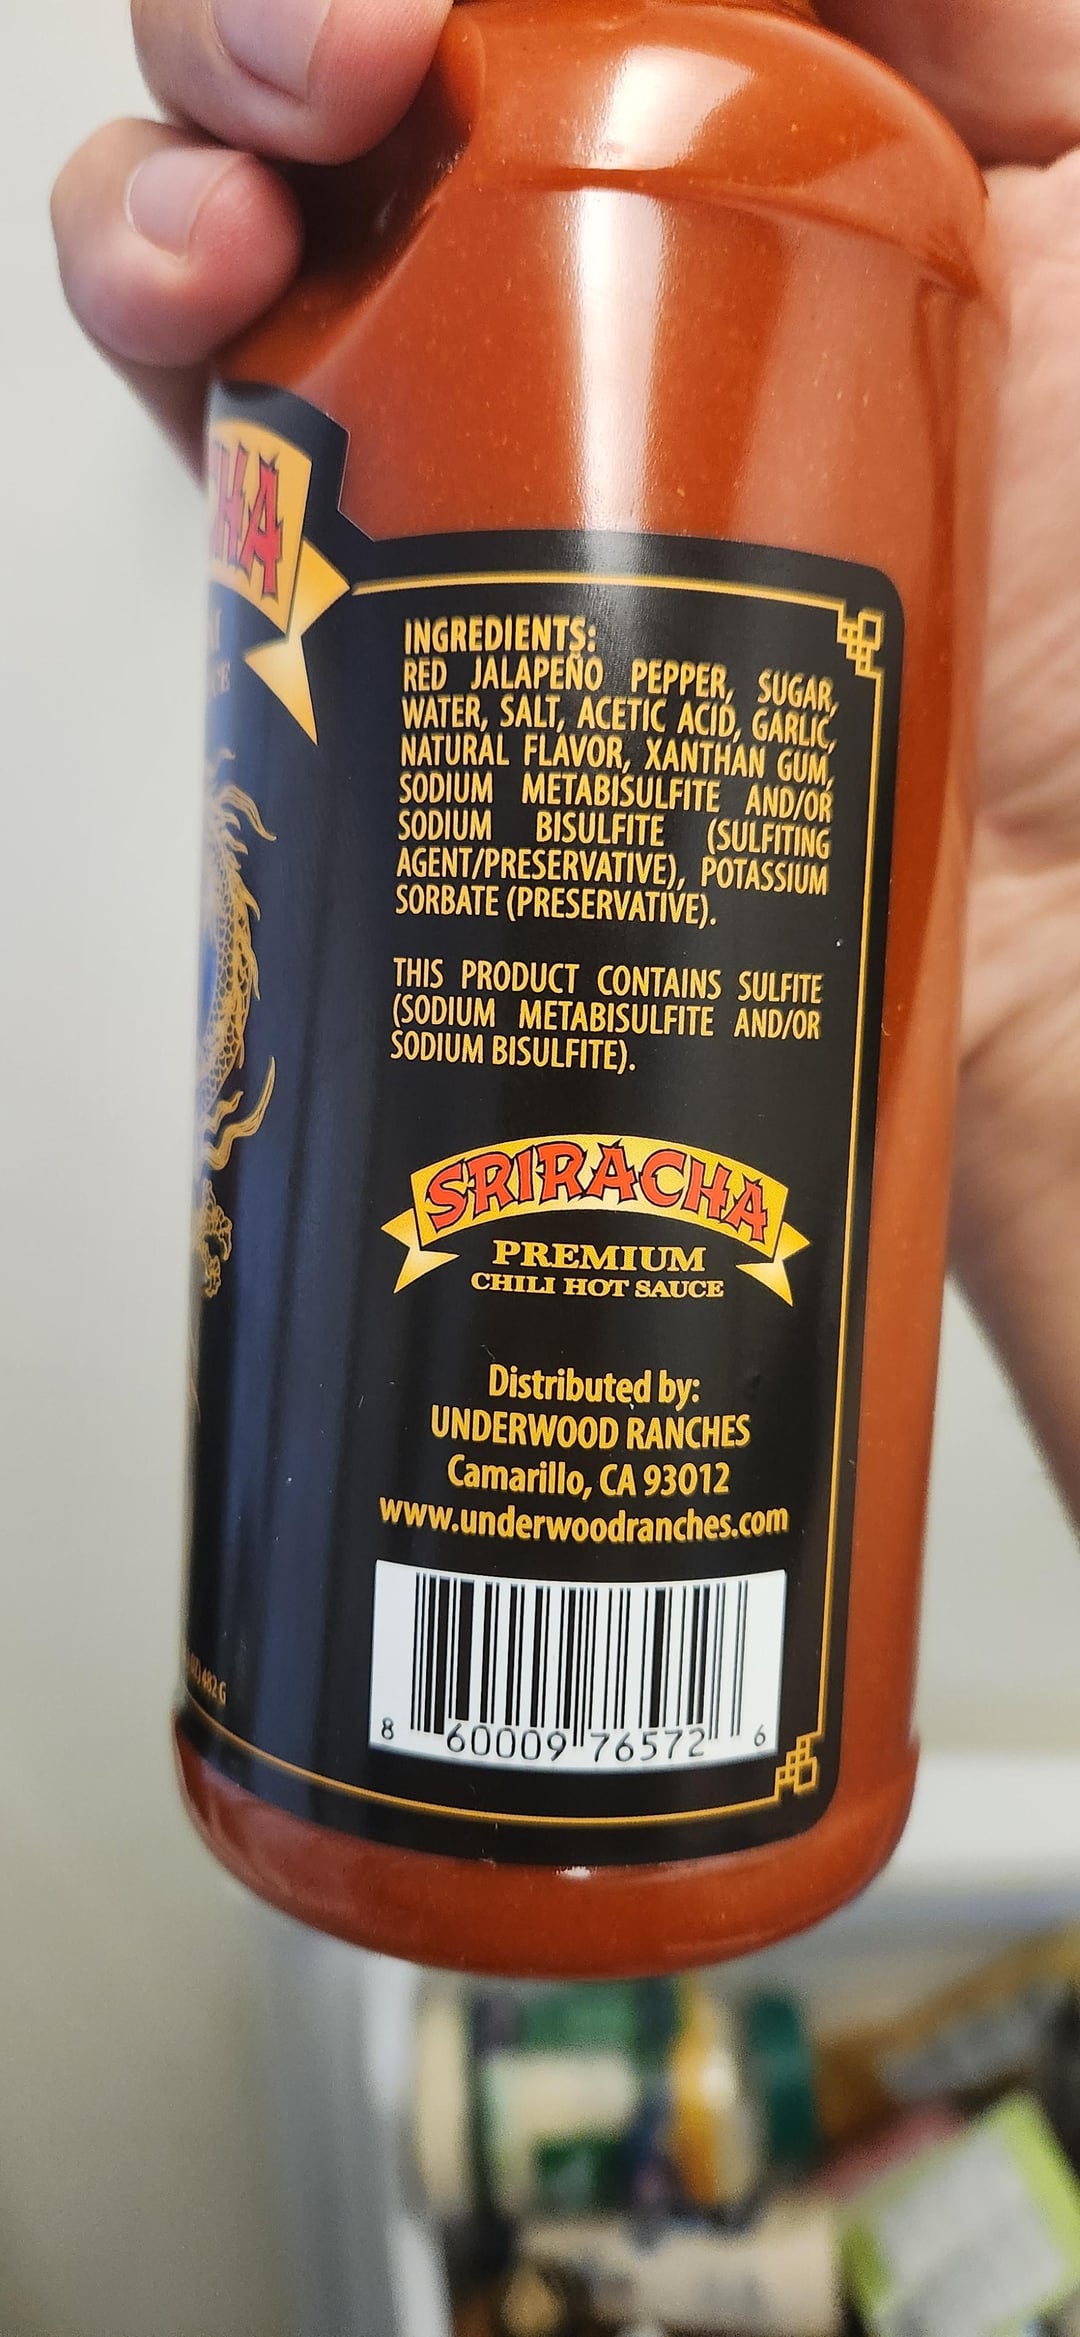 HA
INGREDIENTS:
RED JALAPEÑO PEPPER, SUGAR,
WATER, SALT, ACETIC ACID, GARLIC,
NATURAL FLAVOR, XANTHAN GUM,
SODIUM METABISULFITE AND/OR
SODIUM BISULFITE (SULFITING
AGENT/PRESERVATIVE), POTASSIUM
SORBATE (PRESERVATIVE).
THIS PRODUCT CONTAINS SULFITE
(SODIUM METABISULFITE AND/OR
SODIUM BISULFITE).
SRIRACHA
PREMIUM
CHILI HOT SAUCE
Distributed by:
UNDERWOOD RANCHES
Camarillo, CA 93012
www.underwoodranches.com
482 G
8 60009 76572 6